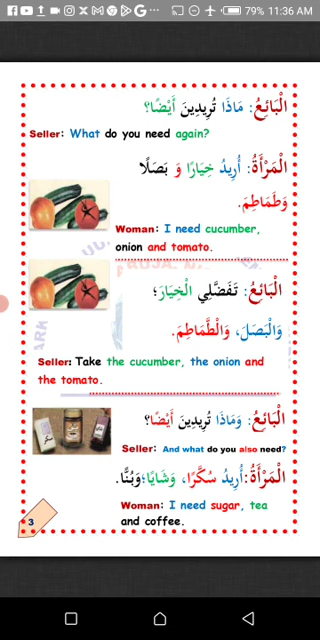 79% 11:36 AM
الْبَائِعُ: مَاذَا تُرِيدِينَ أَيْضًا؟
Seller: What do you need again?
الْمَرْأَةُ: أُرِيدُ خِيَارًا وَ بَصَلًا
وَطَمَاطِمَ.
Woman: I need cucumber,
onion and tomato.
الْبَائِعُ: تَفَضَّلِي الْخِيَارَ؛
وَالْبَصَلَ، وَالْطَّمَاطِمَ.
Seller: Take the cucumber, the onion and
the tomato.
الْبَائِعُ: وَمَاذَا تُرِيدِينَ أَيْضًا؟
Seller: And what do you also need?
الْمَرْأَةُ:أُرِيدُ سُكَّرًا، وَشَايًا؛وَبُنًّا.
Woman: I need sugar, tea
and coffee.
3